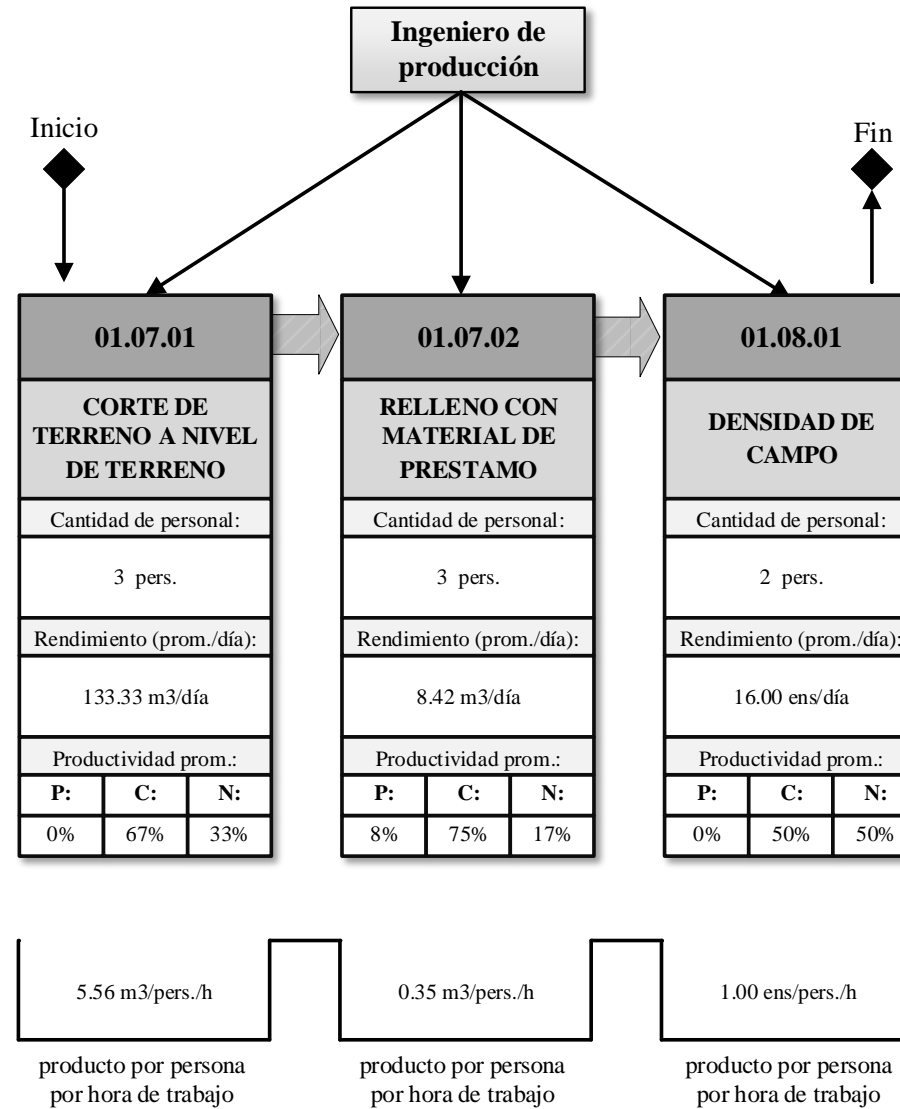 Ingeniero de
producción
Inicio
Fin
01.07.01
01.07.02
01.08.01
CORTE DE
TERRENO A NIVEL
DE TERRENO
RELLENO CON
MATERIAL DE
PRESTAMO
DENSIDAD DE
CAMPO
Cantidad de personal:
Cantidad de personal:
Cantidad de personal:
3 pers.
3 pers.
2 pers.
Rendimiento (prom./día):
Rendimiento (prom./día):
Rendimiento (prom./día):
133.33 m3/día
8.42 m3/día
16.00 ens/día
Productividad prom.:
Productividad prom.:
Productividad prom.:
P: C: N:
P: C: N:
P: C: N:
0% 67% 33%
8% 75% 17%
0% 50% 50%
5.56 m3/pers./h
0.35 m3/pers./h
1.00 ens/pers./h
producto por persona
por hora de trabajo
producto por persona
por hora de trabajo
producto por persona
por hora de trabajo